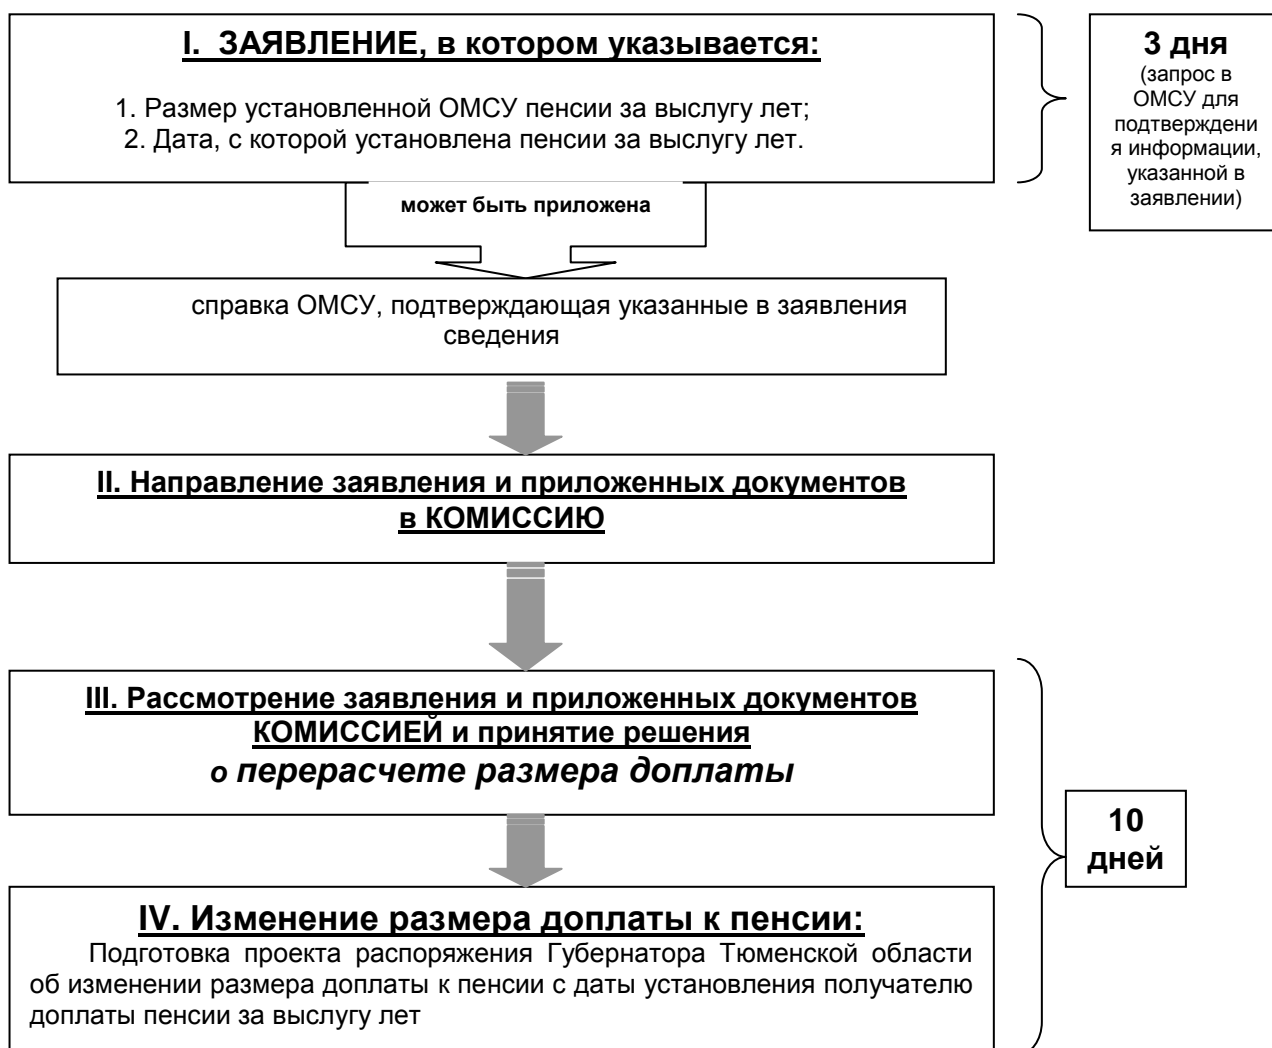 I. ЗАЯВЛЕНИЕ, в котором указывается:
1. Размер установленной ОМСУ пенсии за выслугу лет;
2. Дата, с которой установлена пенсии за выслугу лет.
3 дня
(запрос в
ОМСУ для
подтверждени
я информации,
указанной в
заявлении)
может быть приложена
справка ОМСУ, подтверждающая указанные в заявления
сведения
II. Направление заявления и приложенных документов
в КОМИССИЮ
III. Рассмотрение заявления и приложенных документов
КОМИССИЕЙ и принятие решения
о перерасчете размера доплаты
10
дней
IV. Изменение размера доплаты к пенсии:
Подготовка проекта распоряжения Губернатора Тюменской области
об изменении размера доплаты к пенсии с даты установления получателю
доплаты пенсии за выслугу лет